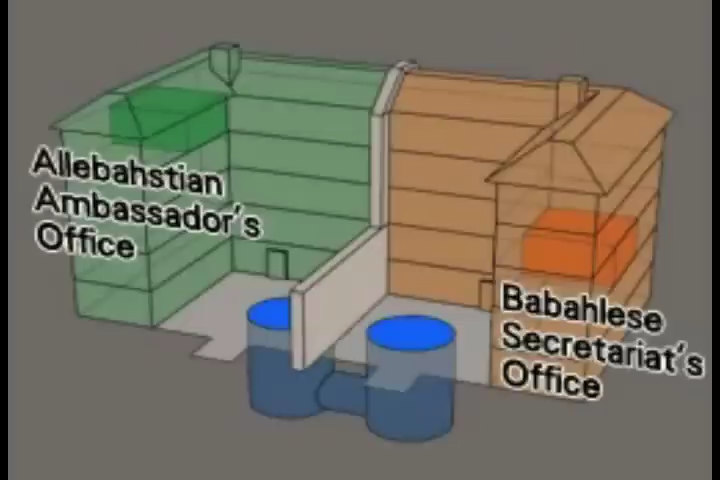 Allebahstian
Ambassador's
Office
Babahlese
Secretariat's
Office